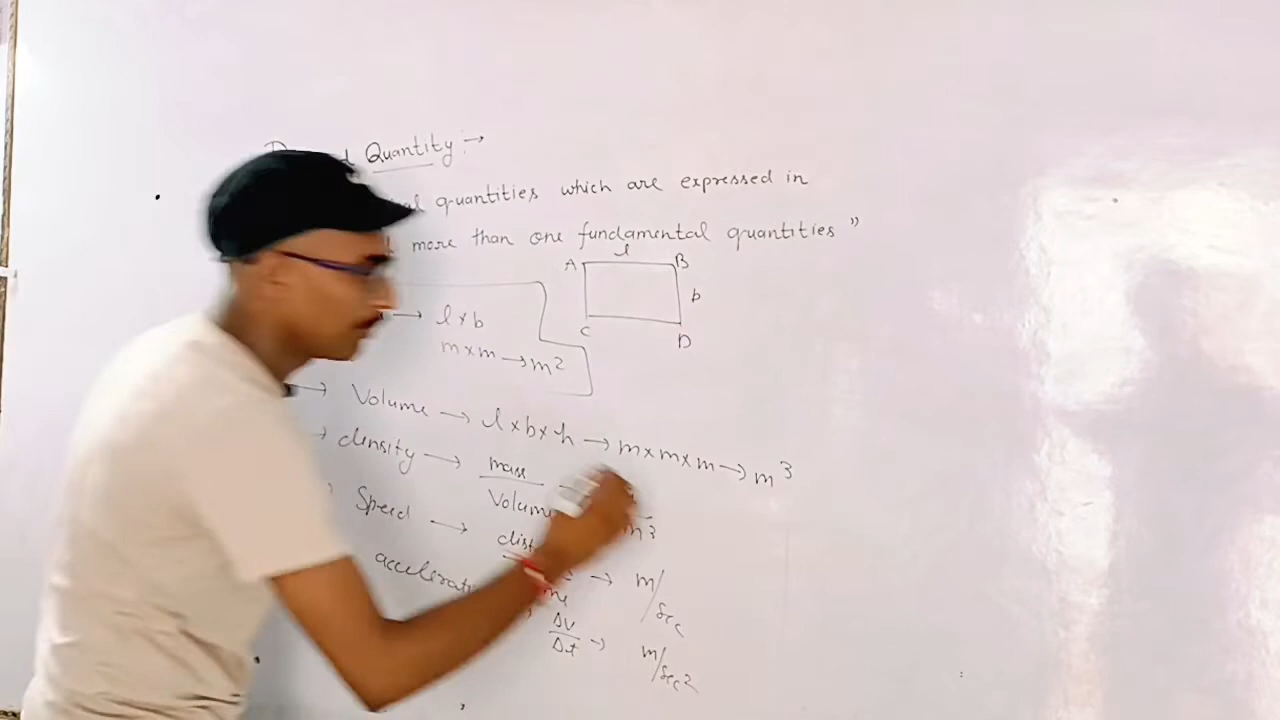 Quantity :→
quantities which are expressed in
more than one fundamental quantities "
A l B
b
C D
→ l×b
m×m → m²
→ Volume → l×b×h → m×m×m → m³
→ density → mass / Volume m³
Speed → → m/sec
Δv/Δt → m/sec²